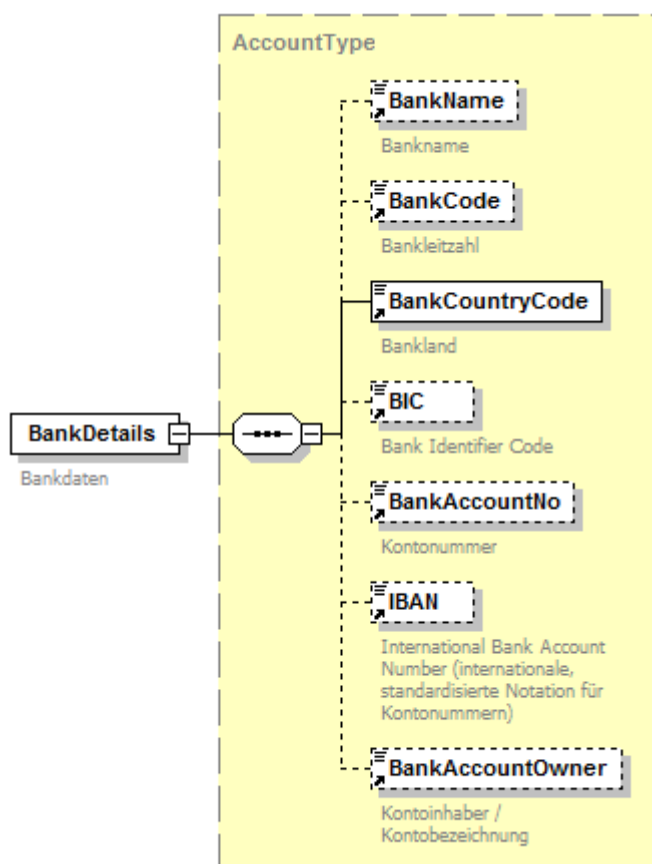 AccountType
BankName
Bankname
BankCode
Bankleitzahl
BankCountryCode
Bankland
BankDetails
Bankdaten
BIC
Bank Identifier Code
BankAccountNo
Kontonummer
IBAN
International Bank Account
Number (internationale,
standardisierte Notation für
Kontonummern)
BankAccountOwner
Kontoinhaber /
Kontobezeichnung